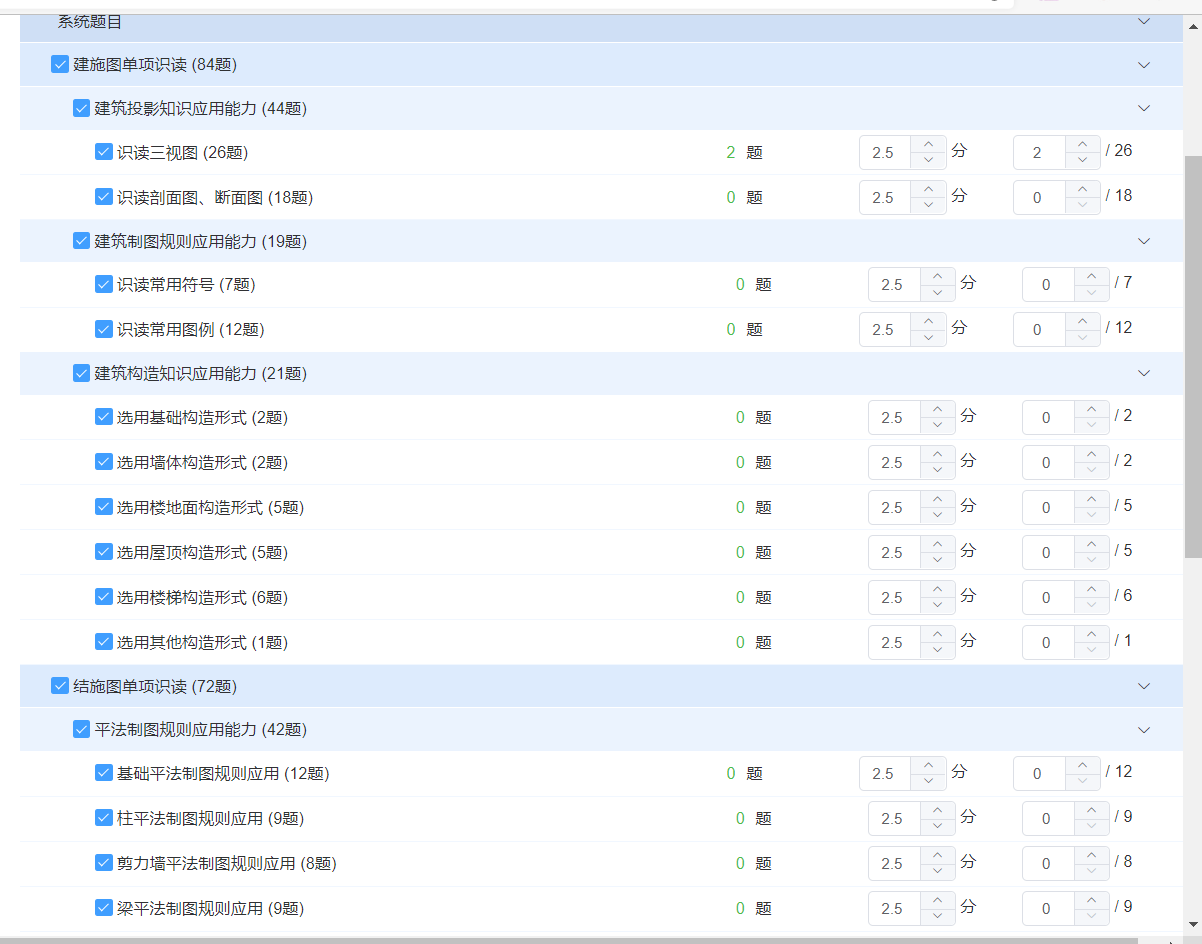 系统题目
建施图单项识读 (84题)
建筑投影知识应用能力 (44题)
识读三视图 (26题) 2 题 2.5 分 2 / 26
识读剖面图、断面图 (18题) 0 题 2.5 分 0 / 18
建筑制图规则应用能力 (19题)
识读常用符号 (7题) 0 题 2.5 分 0 / 7
识读常用图例 (12题) 0 题 2.5 分 0 / 12
建筑构造知识应用能力 (21题)
选用基础构造形式 (2题) 0 题 2.5 分 0 / 2
选用墙体构造形式 (2题) 0 题 2.5 分 0 / 2
选用楼地面构造形式 (5题) 0 题 2.5 分 0 / 5
选用屋顶构造形式 (5题) 0 题 2.5 分 0 / 5
选用楼梯构造形式 (6题) 0 题 2.5 分 0 / 6
选用其他构造形式 (1题) 0 题 2.5 分 0 / 1
结施图单项识读 (72题)
平法制图规则应用能力 (42题)
基础平法制图规则应用 (12题) 0 题 2.5 分 0 / 12
柱平法制图规则应用 (9题) 0 题 2.5 分 0 / 9
剪力墙平法制图规则应用 (8题) 0 题 2.5 分 0 / 8
梁平法制图规则应用 (9题) 0 题 2.5 分 0 / 9